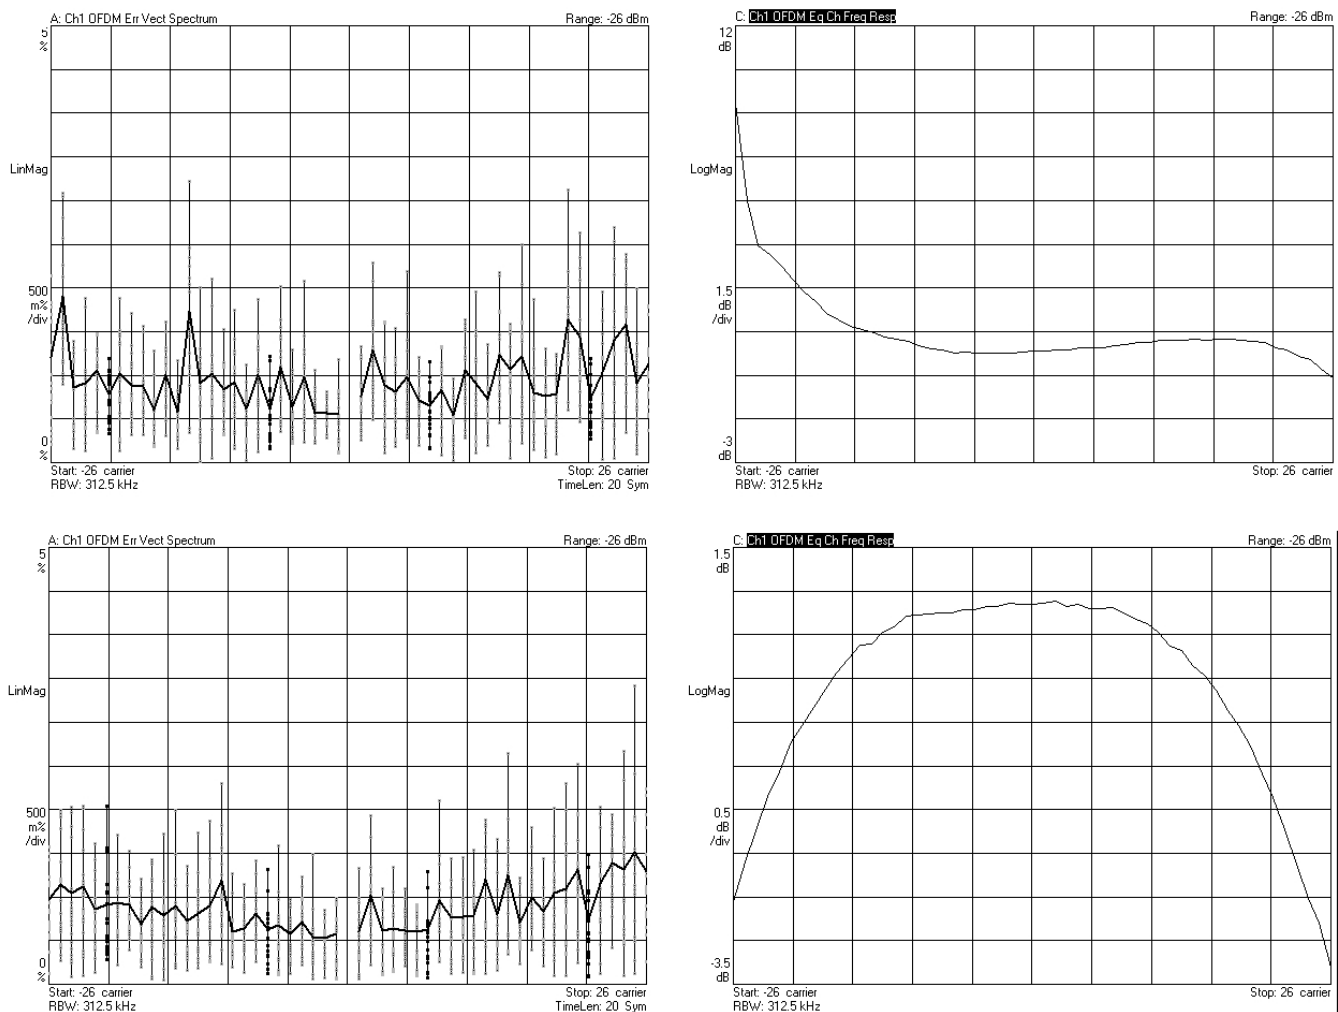 A: Ch1 OFDM Err Vect Spectrum
Range: -26 dBm
5
%
LinMag
500
m%
/div
0
%
Start: -26 carrier
Stop: 26 carrier
RBW: 312.5 kHz
TimeLen: 20 Sym
C: Ch1 OFDM Eq Ch Freq Resp
Range: -26 dBm
12
dB
LogMag
1.5
dB
/div
-3
dB
Start: -26 carrier
Stop: 26 carrier
RBW: 312.5 kHz
A: Ch1 OFDM Err Vect Spectrum
Range: -26 dBm
5
%
LinMag
500
m%
/div
0
%
Start: -26 carrier
Stop: 26 carrier
RBW: 312.5 kHz
TimeLen: 20 Sym
C: Ch1 OFDM Eq Ch Freq Resp
Range: -26 dBm
1.5
dB
LogMag
0.5
dB
/div
-3.5
dB
Start: -26 carrier
Stop: 26 carrier
RBW: 312.5 kHz